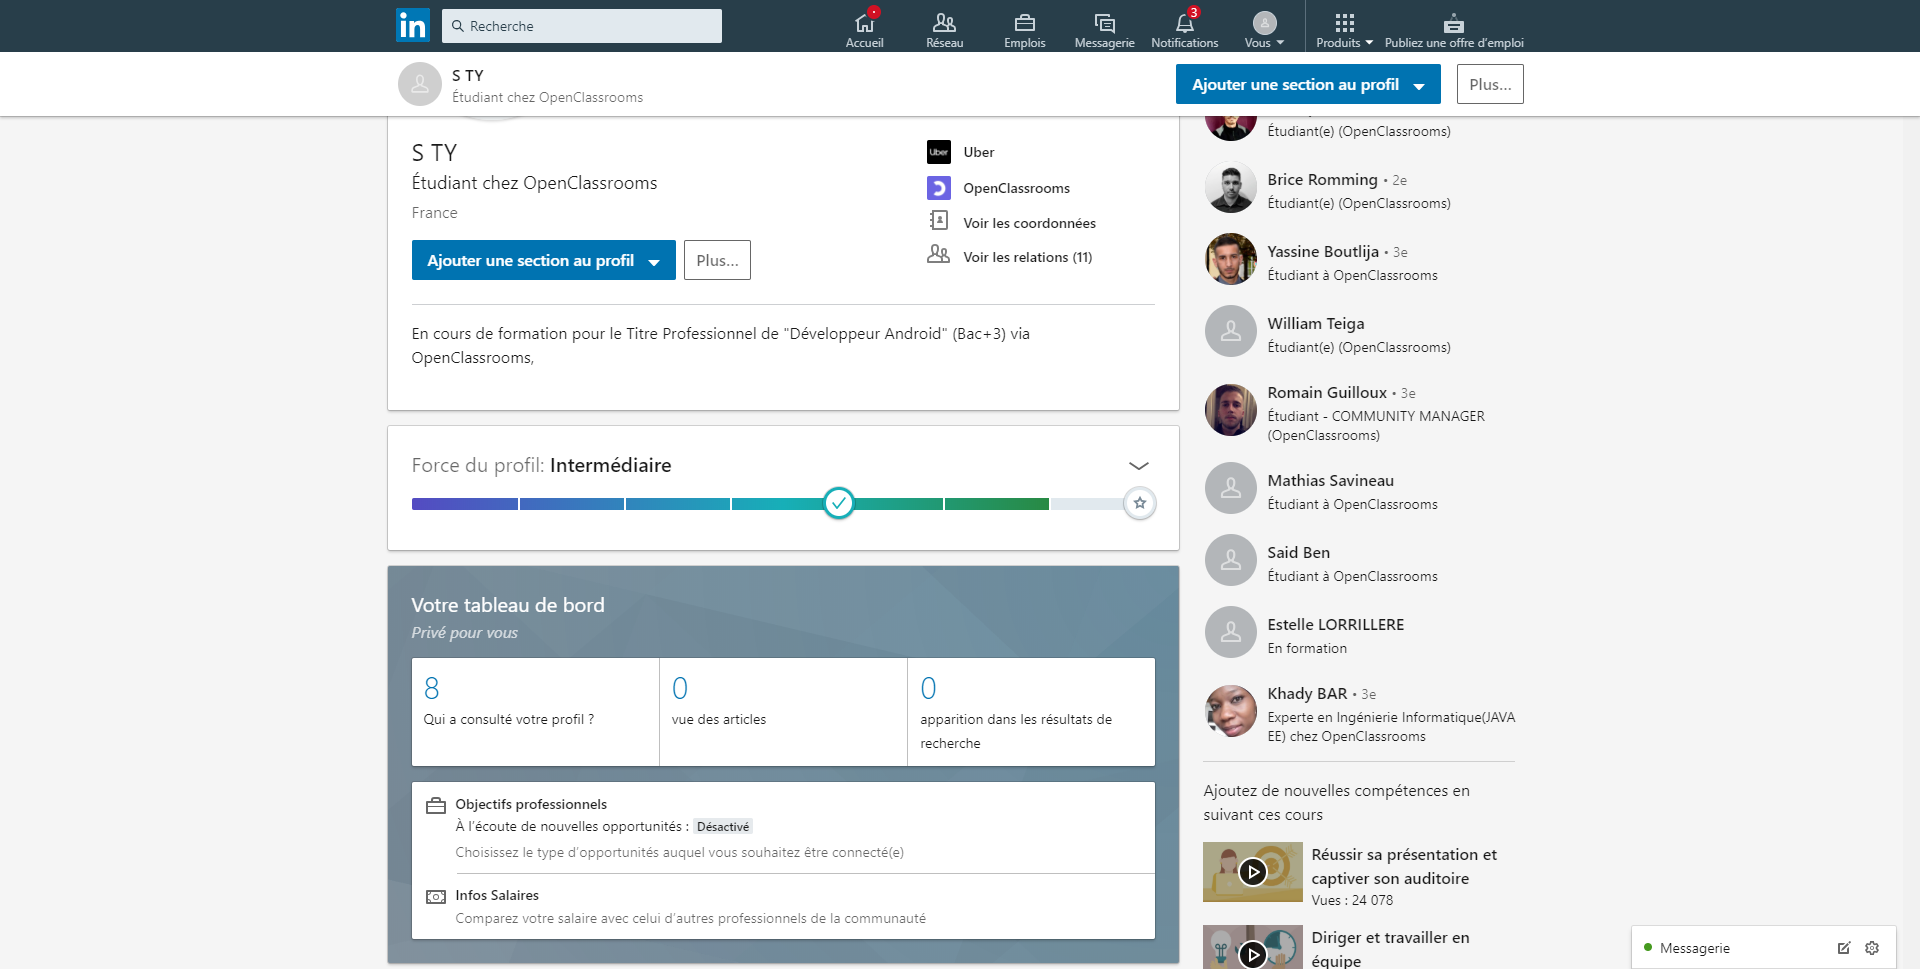 in
Recherche
Accueil
Réseau
Emplois
Messagerie
3
Notifications
Vous
Produits
Publiez une offre d'emploi
S TY
Étudiant chez OpenClassrooms
Ajouter une section au profil
Plus...
S TY
Étudiant chez OpenClassrooms
France
Ajouter une section au profil
Plus...
Uber
Uber
OpenClassrooms
Voir les coordonnées
Voir les relations (11)
En cours de formation pour le Titre Professionnel de "Développeur Android" (Bac+3) via
OpenClassrooms,
Force du profil: Intermédiaire
Votre tableau de bord
Privé pour vous
8
Qui a consulté votre profil ?
0
vue des articles
0
apparition dans les résultats de
recherche
Objectifs professionnels
À l'écoute de nouvelles opportunités : Désactivé
Choisissez le type d'opportunités auquel vous souhaitez être connecté(e)
Infos Salaires
Comparez votre salaire avec celui d'autres professionnels de la communauté
Étudiant(e) (OpenClassrooms)
Brice Romming • 2e
Étudiant(e) (OpenClassrooms)
Yassine Boutlija • 3e
Étudiant à OpenClassrooms
William Teiga
Étudiant(e) (OpenClassrooms)
Romain Guilloux • 3e
Étudiant - COMMUNITY MANAGER
(OpenClassrooms)
Mathias Savineau
Étudiant à OpenClassrooms
Said Ben
Étudiant à OpenClassrooms
Estelle LORRILLERE
En formation
Khady BAR • 3e
Experte en Ingénierie Informatique(JAVA
EE) chez OpenClassrooms
Ajoutez de nouvelles compétences en
suivant ces cours
Réussir sa présentation et
captiver son auditoire
Vues : 24 078
Diriger et travailler en
équipe
Messagerie